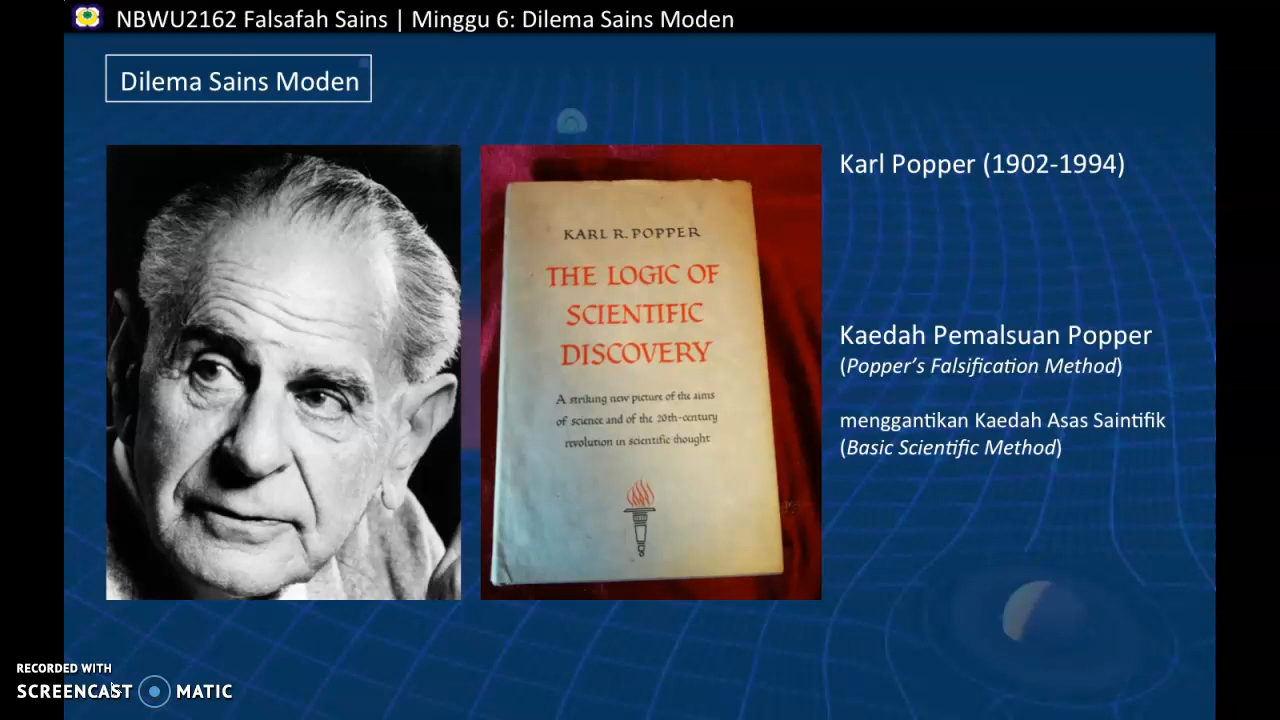 NBWU2162 Falsafah Sains | Minggu 6: Dilema Sains Moden
Dilema Sains Moden
KARL R. POPPER
THE LOGIC OF
SCIENTIFIC
DISCOVERY
A striking new picture of the aims
of science and of the 20th-century
revolution in scientific thought
Karl Popper (1902-1994)
Kaedah Pemalsuan Popper
(Popper’s Falsification Method)
menggantikan Kaedah Asas Saintifik
(Basic Scientific Method)
RECORDED WITH
SCREENCAST MATIC